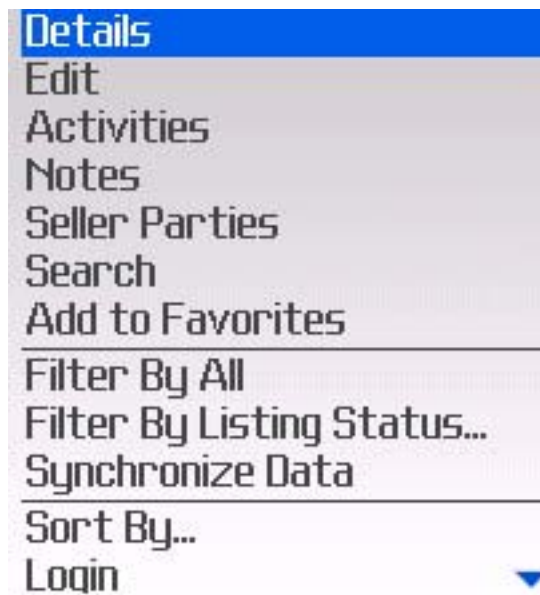 Details
Edit
Activities
Notes
Seller Parties
Search
Add to Favorites
Filter By All
Filter By Listing Status...
Synchronize Data
Sort By...
Login